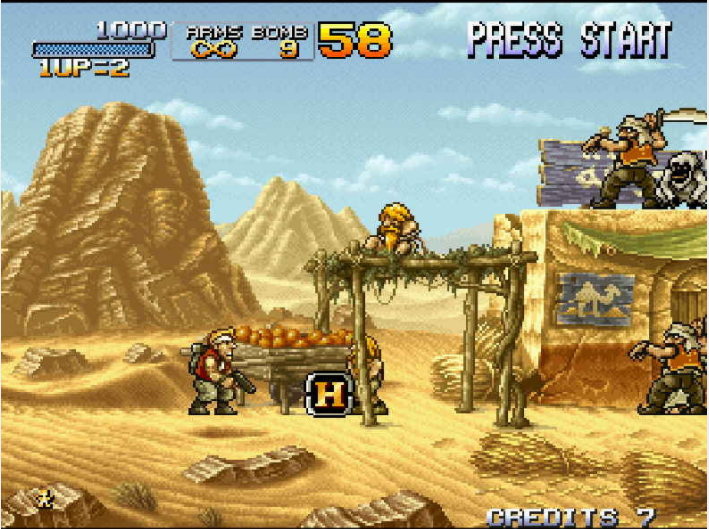 1000
1UP=2
ARMS BOMB
∞ 9
58
PRESS START
H
CREDITS 7